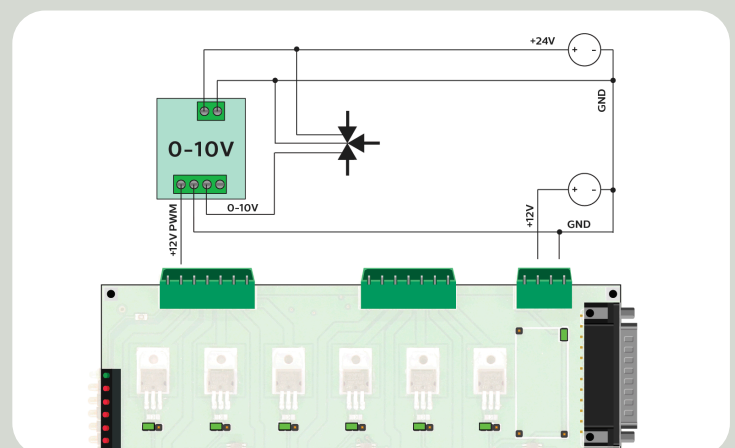 +24V
+ -
GND
0-10V
+ -
0-10V
+12V PWM
+12V
GND